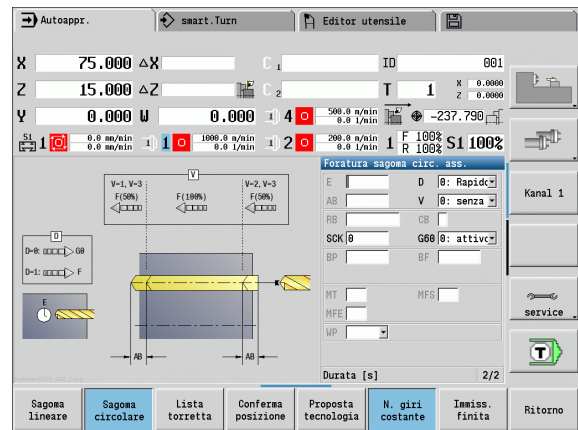 Autoappr.
smart.Turn
Editor utensile
X 75.000 △X C 1 ID 001
Z 15.000 △Z C 2 T 1 X 0.0000 Z 0.0000
Y 0.000 W 0.000 4 0 500.0 m/min 0.0 1/min -237.790
S1 1 0 0.0 mm/min 0.0 mm/min 1 0 1000.0 m/min 0.0 1/min 2 0 200.0 m/min 0.0 1/min 1 F 100% R 100% S1 100%
Foratura sagoma circ. ass.
E D 0: Rapido
AB V 0: senza
RB CB
SCK 0 G60 0: attivo
BP BF
MT MFS
MFE
WP
Durata [s] 2/2
V
V=1, V=3 V=2, V=3
F(50%) F(100%) F(50%)
D
D=0: G0
D=1: F
E
AB AB
Kanal 1
service
T
Sagoma lineare
Sagoma circolare
Lista torretta
Conferma posizione
Proposta tecnologia
N. giri costante
Immiss. finita
Ritorno